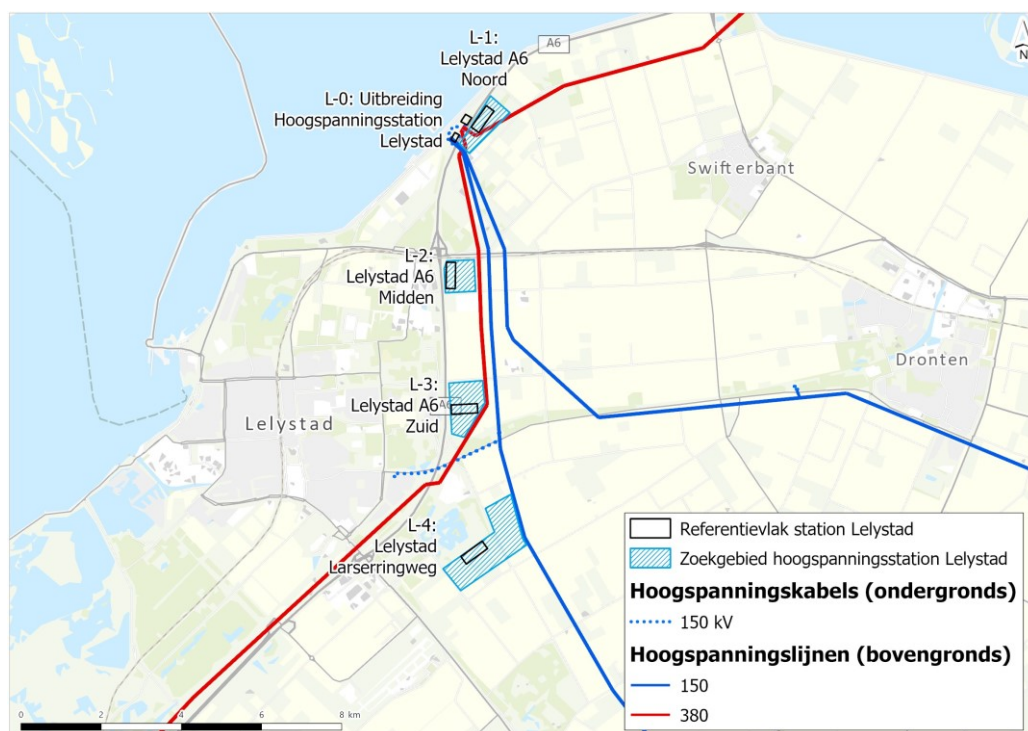 L-1:
Lelystad A6
Noord
A6
N
L-0: Uitbreiding
Hoogspanningsstation
Lelystad
Swifterbant
L-2:
Lelystad A6
Midden
Dronten
L-3:
Lelystad A6
Zuid
A6
Lelystad
L-4:
Lelystad
Larserringweg
Referentievlak station Lelystad
Zoekgebied hoogspanningsstation Lelystad
Hoogspanningskabels (ondergronds)
150 kV
Hoogspanningslijnen (bovengronds)
150
380
0 2 4 6 8 km